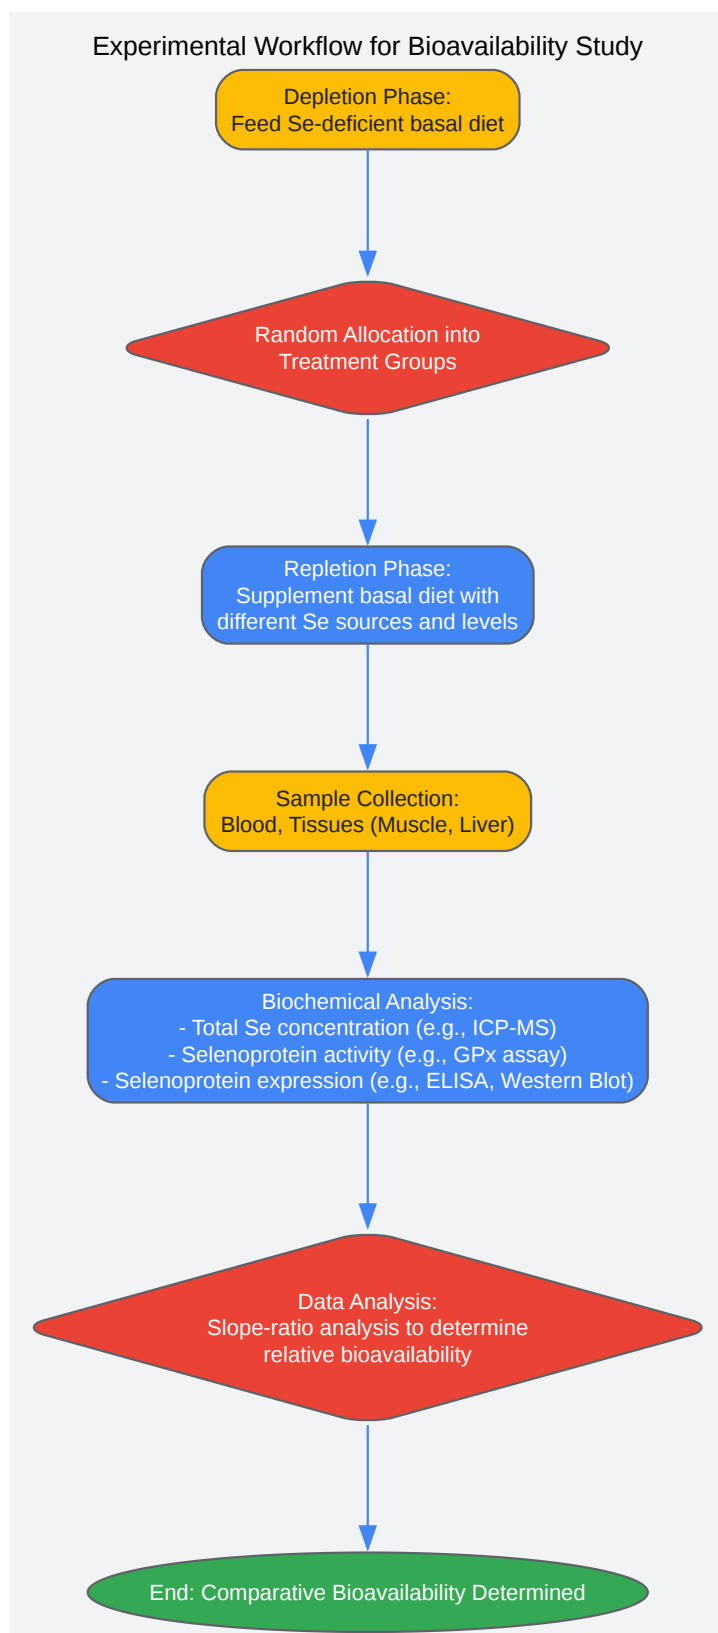 Experimental Workflow for Bioavailability Study
Depletion Phase:
Feed Se-deficient basal diet
Random Allocation into
Treatment Groups
Repletion Phase:
Supplement basal diet with
different Se sources and levels
Sample Collection:
Blood, Tissues (Muscle, Liver)
Biochemical Analysis:
- Total Se concentration (e.g., ICP-MS)
- Selenoprotein activity (e.g., GPx assay)
- Selenoprotein expression (e.g., ELISA, Western Blot)
Data Analysis:
Slope-ratio analysis to determine
relative bioavailability
End: Comparative Bioavailability Determined